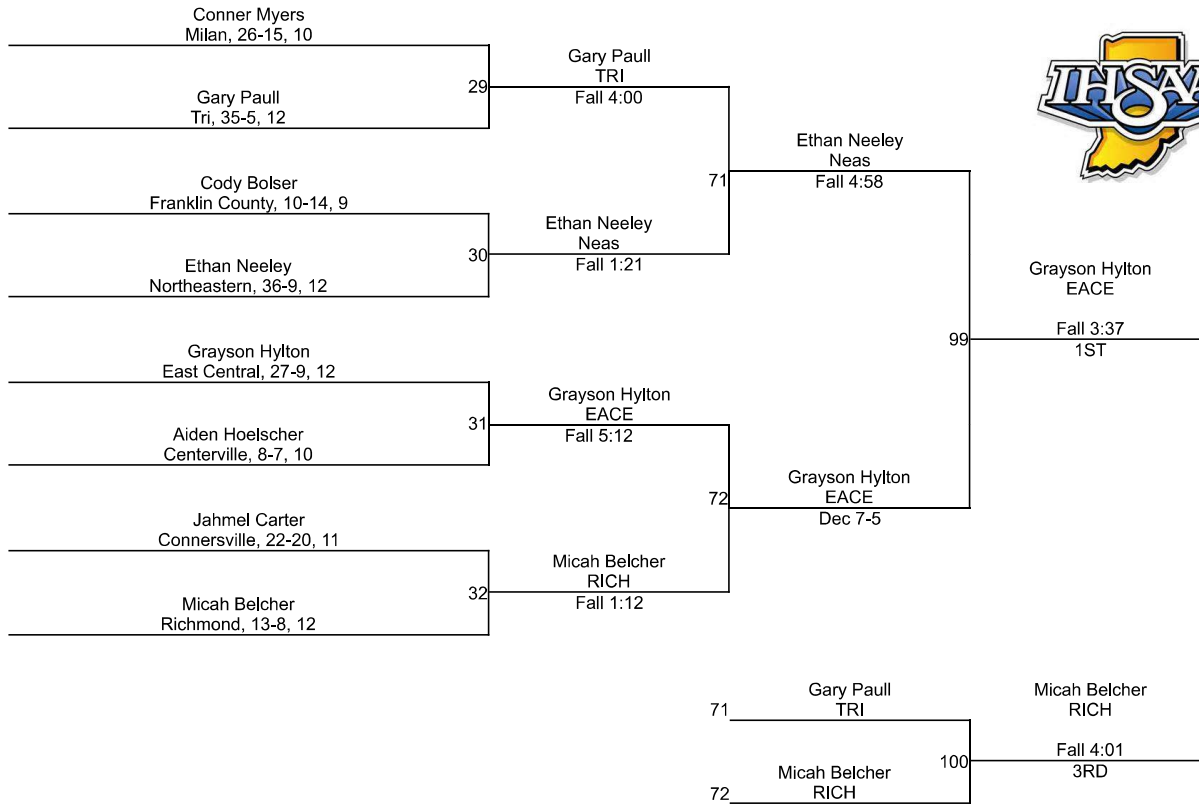 Conner Myers
Milan, 26-15, 10
29
Gary Paull
TRI
Fall 4:00
Gary Paull
Tri, 35-5, 12
71
Ethan Neeley
Neas
Fall 4:58
Cody Bolser
Franklin County, 10-14, 9
30
Ethan Neeley
Neas
Fall 1:21
Ethan Neeley
Northeastern, 36-9, 12
99
Grayson Hylton
EACE
Fall 3:37
1ST
Grayson Hylton
East Central, 27-9, 12
31
Grayson Hylton
EACE
Fall 5:12
Aiden Hoelscher
Centerville, 8-7, 10
72
Grayson Hylton
EACE
Dec 7-5
Jahmel Carter
Connersville, 22-20, 11
32
Micah Belcher
RICH
Fall 1:12
Micah Belcher
Richmond, 13-8, 12
71
Gary Paull
TRI
100
Micah Belcher
RICH
Fall 4:01
3RD
72
Micah Belcher
RICH
IHSAA